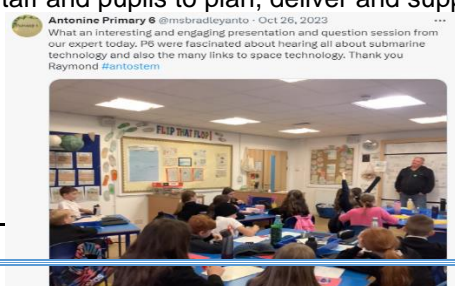 taff and pupils to plan, deliver and supp
Antonine Primary 6 @msbradleyanto · Oct 26, 2023 ···
What an interesting and engaging presentation and question session from
our expert today. P6 were fascinated about hearing all about submarine
technology and also the many links to space technology. Thank you
Raymond #antostem
FLIP THAT FLOP!